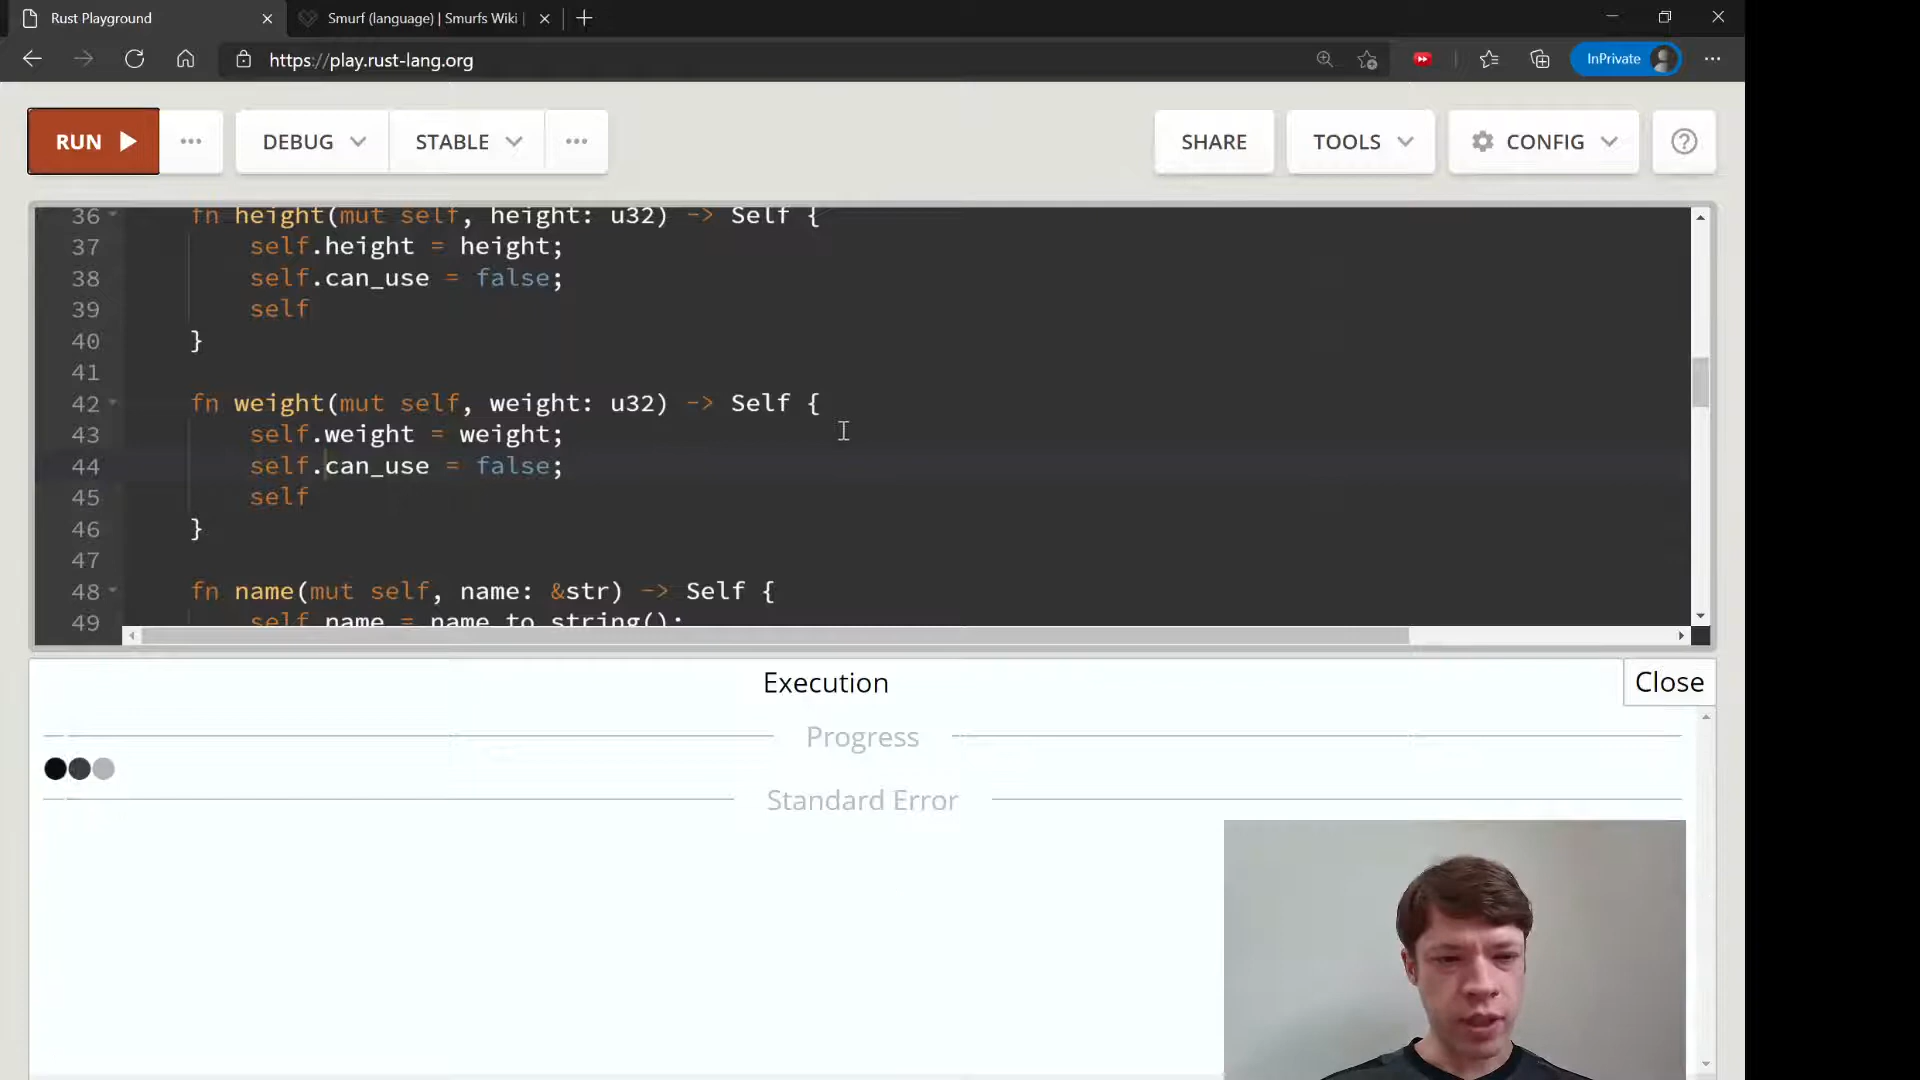 Rust Playground
Smurf (language) | Smurfs Wiki |
https://play.rust-lang.org
InPrivate
RUN
DEBUG
STABLE
SHARE
TOOLS
CONFIG
36 fn height(mut self, height: u32) -> Self {
37 self.height = height;
38 self.can_use = false;
39 self
40 }
41
42 fn weight(mut self, weight: u32) -> Self {
43 self.weight = weight;
44 self.can_use = false;
45 self
46 }
47
48 fn name(mut self, name: &str) -> Self {
49 self.name = name.to_string();
Execution
Close
Progress
Standard Error